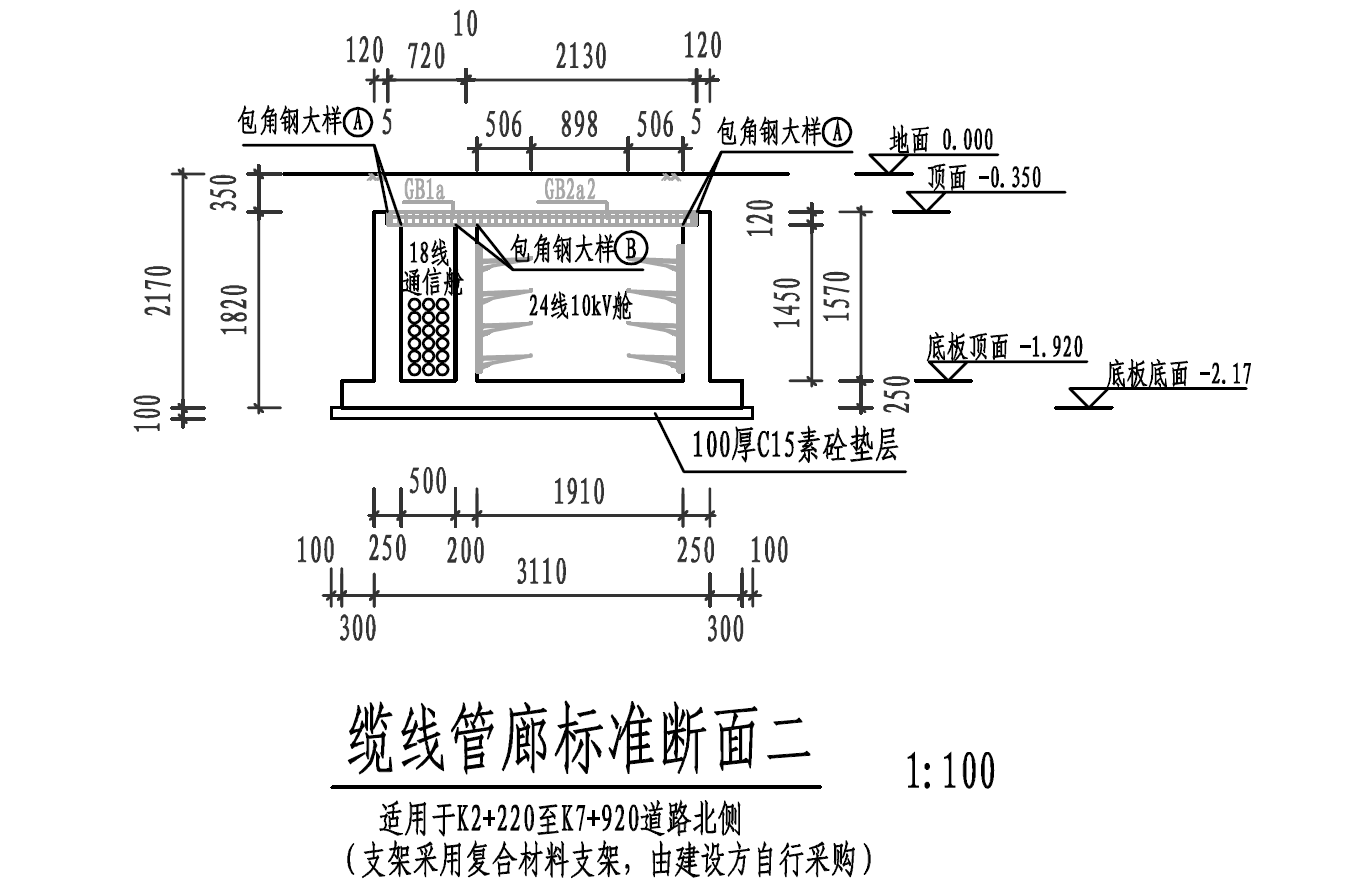 10
120 720 2130 120
包角钢大样 A 5 506 898 506 5 包角钢大样 A
地面 0.000
顶面 -0.350
350
GB1a GB2a2
120
18线
通信舱
包角钢大样 B
24线10kV舱
2170
1820
1450
1570
底板顶面 -1.920
底板底面 -2.17
250
100
100厚C15素砼垫层
500 1910
250 200 250
100 3110 100
300 300
缆线管廊标准断面二 1:100
适用于K2+220至K7+920道路北侧
(支架采用复合材料支架，由建设方自行采购)